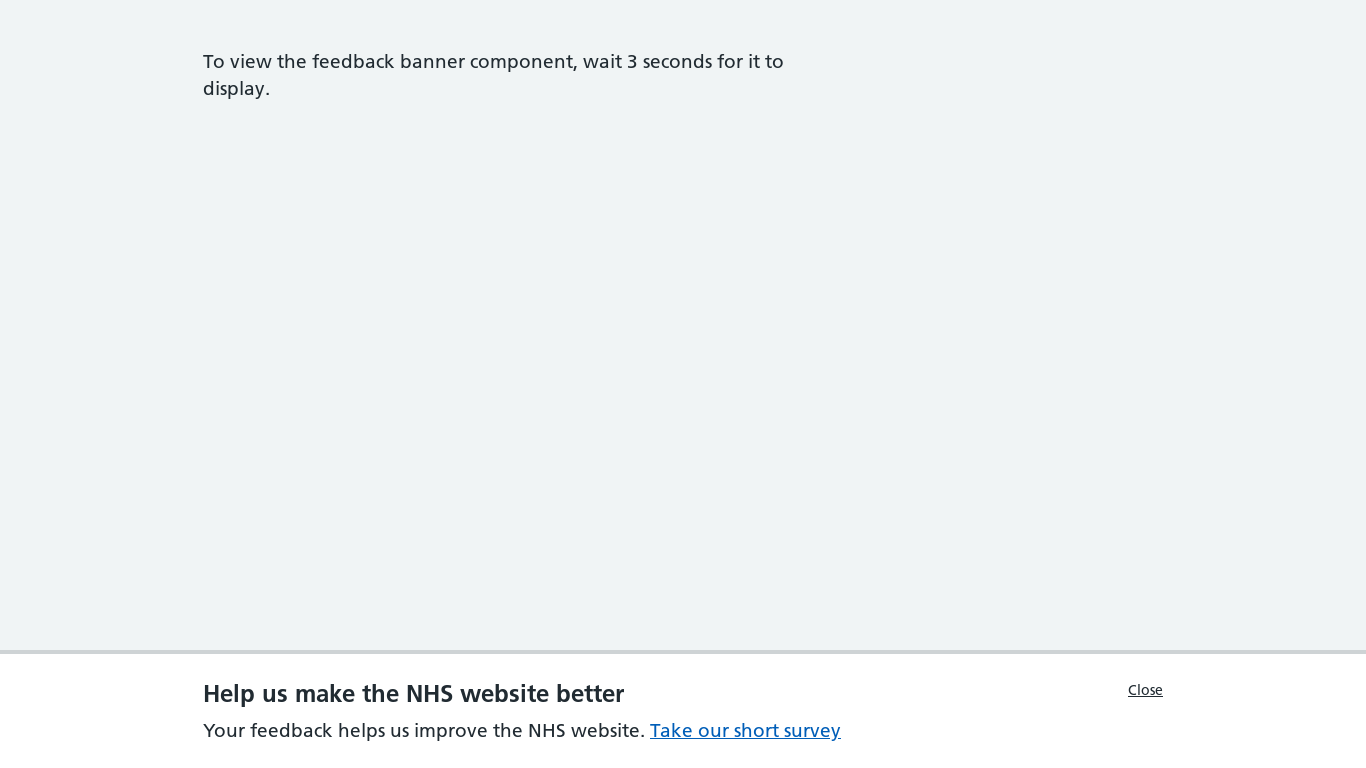 To view the feedback banner component, wait 3 seconds for it to
display.
Help us make the NHS website better
Close
Your feedback helps us improve the NHS website. Take our short survey